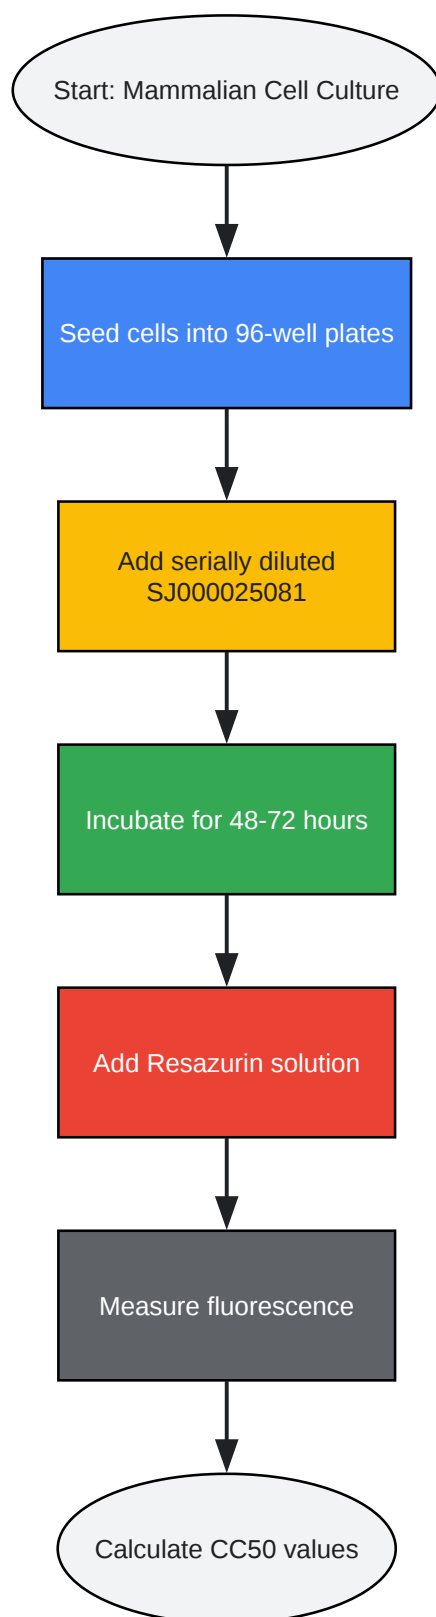 Start: Mammalian Cell Culture
Seed cells into 96-well plates
Add serially diluted
SJ000025081
Incubate for 48-72 hours
Add Resazurin solution
Measure fluorescence
Calculate CC50 values